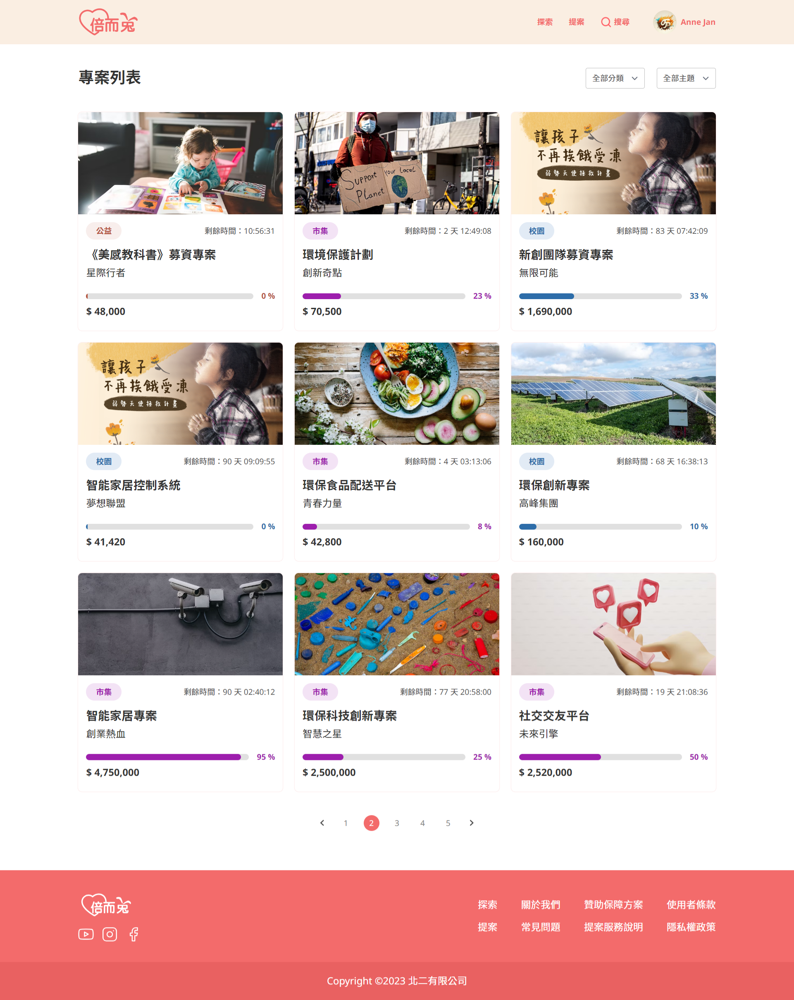 倍而兔
探索
提案
搜尋
Anne Jan
專案列表
全部分類
全部主題
讓孩子
不再挨餓受凍
弱勢天使拯救計畫
Support Your Local
Planet
公益
剩餘時間：10:56:31
《美感教科書》募資專案
星際行者
0 %
$ 48,000
市集
剩餘時間：2 天 12:49:08
環境保護計劃
創新奇點
23 %
$ 70,500
校園
剩餘時間：83 天 07:42:09
新創團隊募資專案
無限可能
33 %
$ 1,690,000
讓孩子
不再挨餓受凍
弱勢天使拯救計畫
校園
剩餘時間：90 天 09:09:55
智能家居控制系統
夢想聯盟
0 %
$ 41,420
市集
剩餘時間：4 天 03:13:06
環保食品配送平台
青春力量
8 %
$ 42,800
校園
剩餘時間：68 天 16:38:13
環保創新專案
高峰集團
10 %
$ 160,000
市集
剩餘時間：90 天 02:40:12
智能家居專案
創業熱血
95 %
$ 4,750,000
市集
剩餘時間：77 天 20:58:00
環保科技創新專案
智慧之星
25 %
$ 2,500,000
市集
剩餘時間：19 天 21:08:36
社交交友平台
未來引擎
50 %
$ 2,520,000
1 2 3 4 5
倍而兔
探索 關於我們 贊助保障方案 使用者條款
提案 常見問題 提案服務說明 隱私權政策
Copyright ©2023 北二有限公司